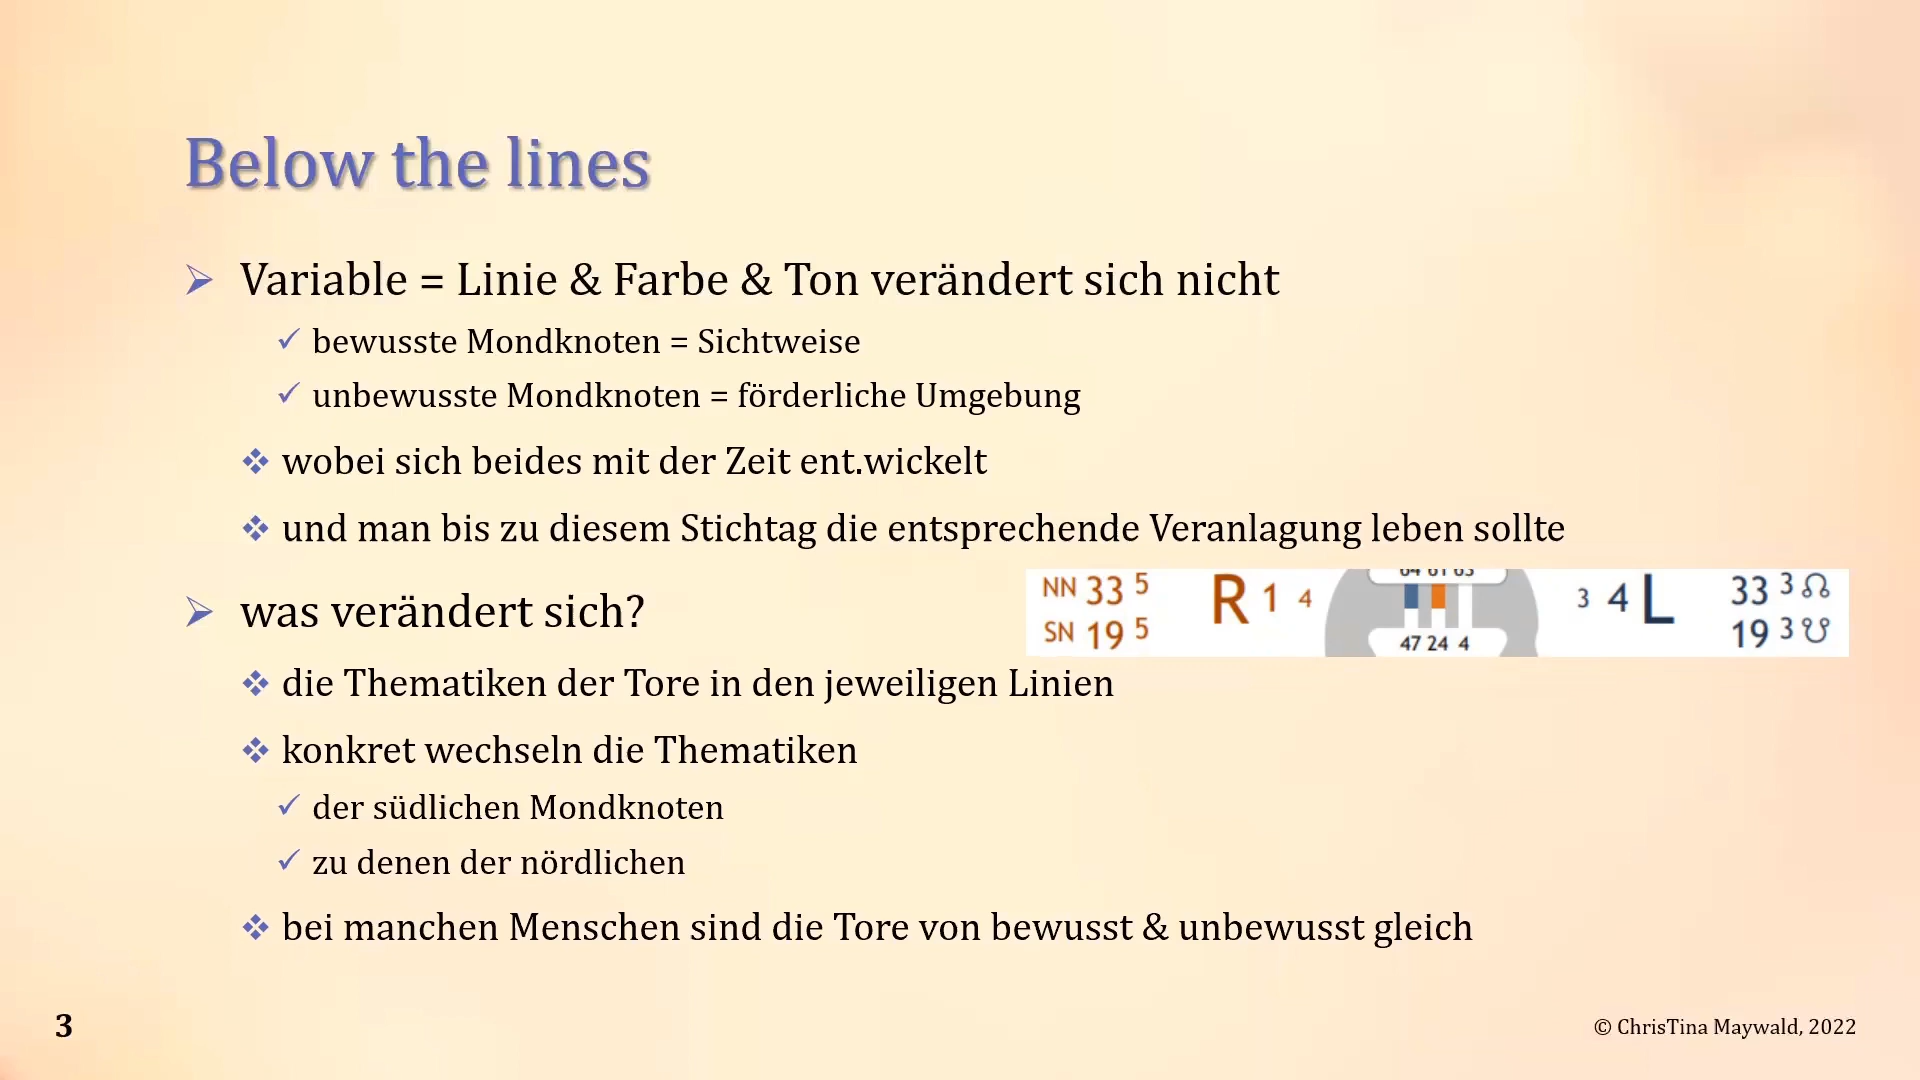 Below the lines
Variable = Linie & Farbe & Ton verändert sich nicht
bewusste Mondknoten = Sichtweise
unbewusste Mondknoten = förderliche Umgebung
wobei sich beides mit der Zeit ent.wickelt
und man bis zu diesem Stichtag die entsprechende Veranlagung leben sollte
was verändert sich?
NN 33 5 R 1 4 64 61 63 3 4 L 33 3 ☊
SN 19 5 47 24 4 19 3 ☋
die Thematiken der Tore in den jeweiligen Linien
konkret wechseln die Thematiken
der südlichen Mondknoten
zu denen der nördlichen
bei manchen Menschen sind die Tore von bewusst & unbewusst gleich
3
© ChrisTina Maywald, 2022